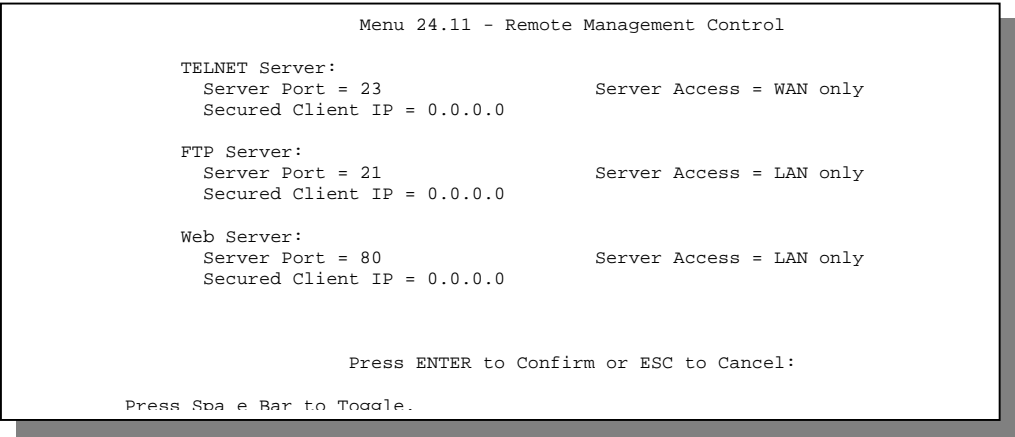 Menu 24.11 - Remote Management Control
TELNET Server:
Server Port = 23 Server Access = WAN only
Secured Client IP = 0.0.0.0
FTP Server:
Server Port = 21 Server Access = LAN only
Secured Client IP = 0.0.0.0
Web Server:
Server Port = 80 Server Access = LAN only
Secured Client IP = 0.0.0.0
Press ENTER to Confirm or ESC to Cancel:
Press Spa e Bar to Toggle.